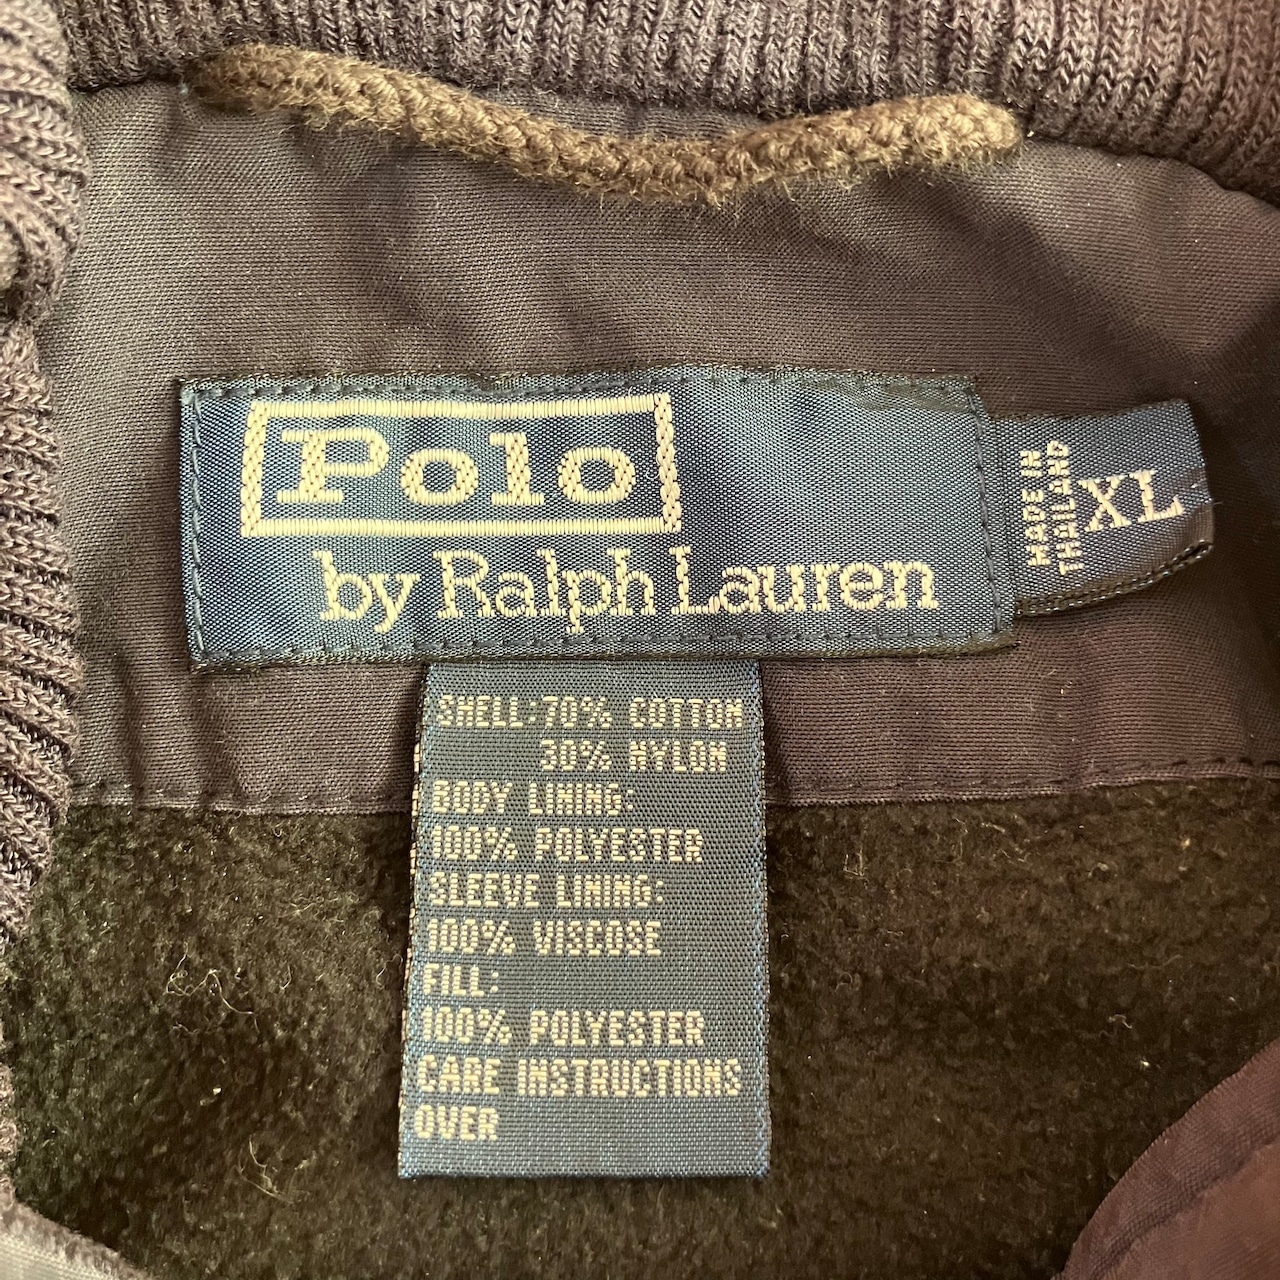 Polo
by Ralph Lauren
MADE IN
THAILAND
XL
SHELL:70% COTTON
30% NYLON
BODY LINING:
100% POLYESTER
SLEEVE LINING:
100% VISCOSE
FILL:
100% POLYESTER
CARE INSTRUCTIONS
OVER